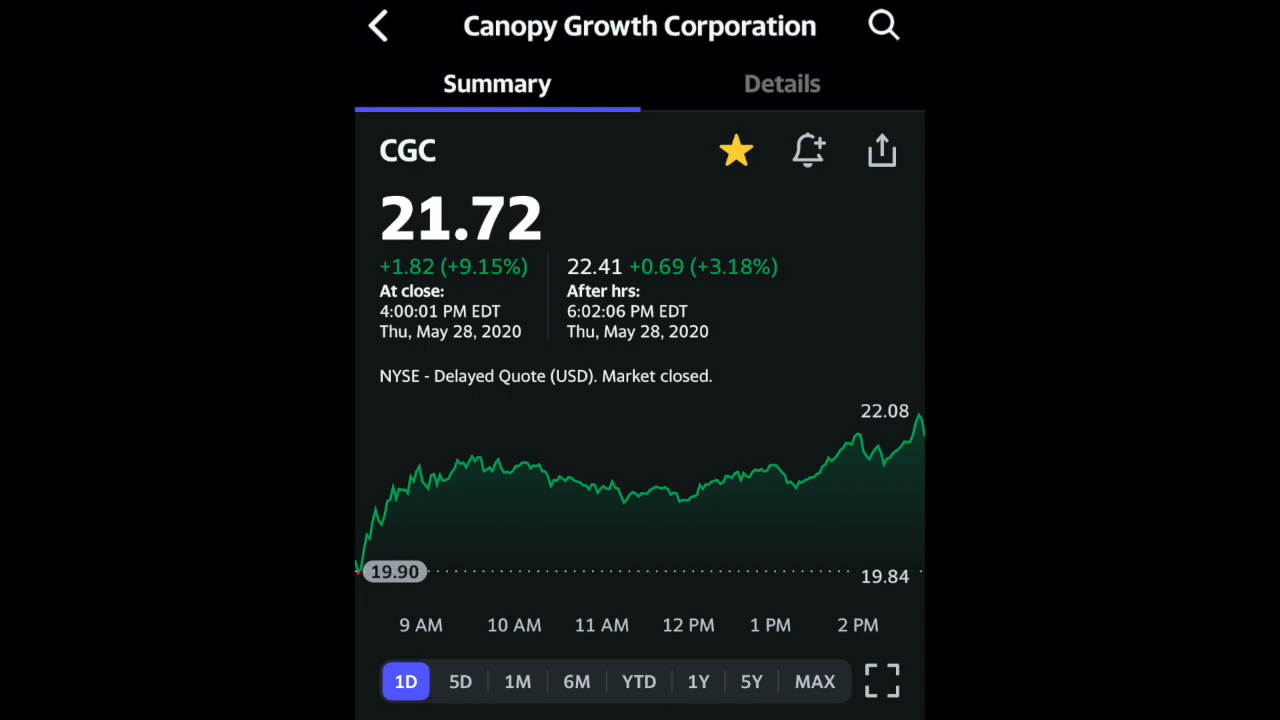 Canopy Growth Corporation
Summary Details
CGC
21.72
+1.82 (+9.15%) 22.41 +0.69 (+3.18%)
At close: After hrs:
4:00:01 PM EDT 6:02:06 PM EDT
Thu, May 28, 2020 Thu, May 28, 2020
NYSE - Delayed Quote (USD). Market closed.
22.08
19.90 19.84
9 AM 10 AM 11 AM 12 PM 1 PM 2 PM
1D 5D 1M 6M YTD 1Y 5Y MAX